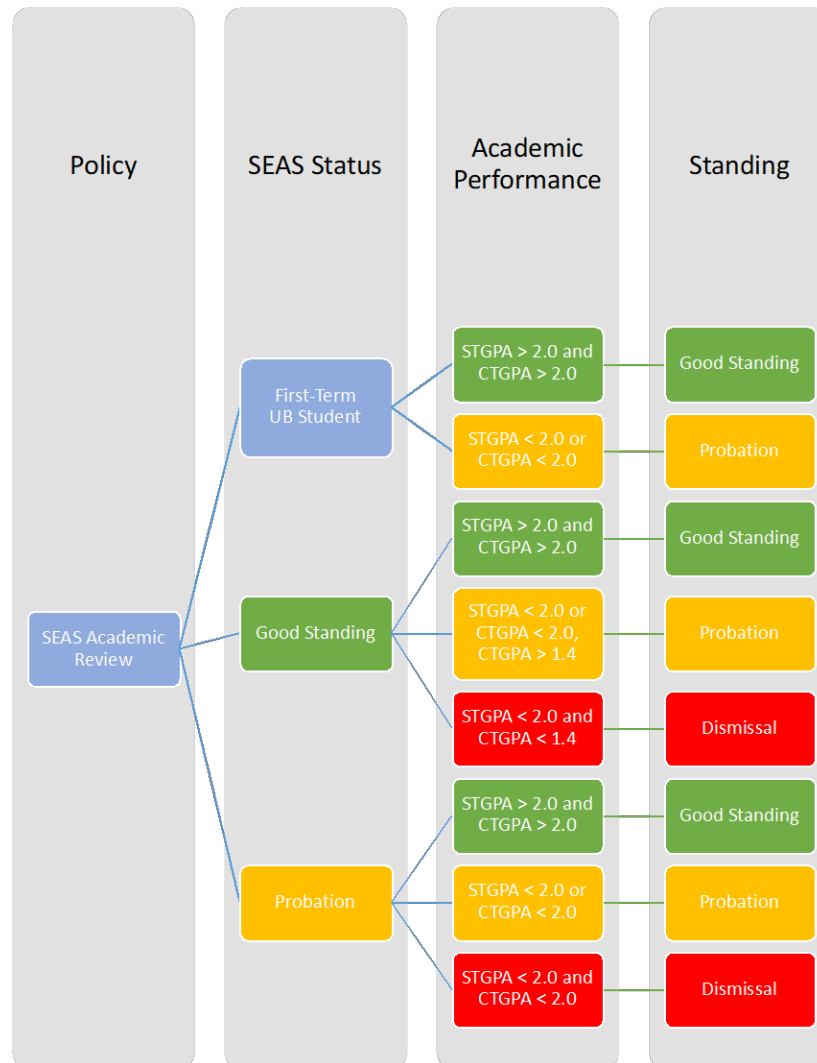 Policy
SEAS Status
Academic
Performance
Standing
SEAS Academic
Review
First-Term
UB Student
STGPA > 2.0 and
CTGPA > 2.0
Good Standing
STGPA < 2.0 or
CTGPA < 2.0
Probation
Good Standing
STGPA > 2.0 and
CTGPA > 2.0
Good Standing
STGPA < 2.0 or
CTGPA < 2.0,
CTGPA > 1.4
Probation
STGPA < 2.0 and
CTGPA < 1.4
Dismissal
Probation
STGPA > 2.0 and
CTGPA > 2.0
Good Standing
STGPA < 2.0 or
CTGPA < 2.0
Probation
STGPA < 2.0 and
CTGPA < 2.0
Dismissal